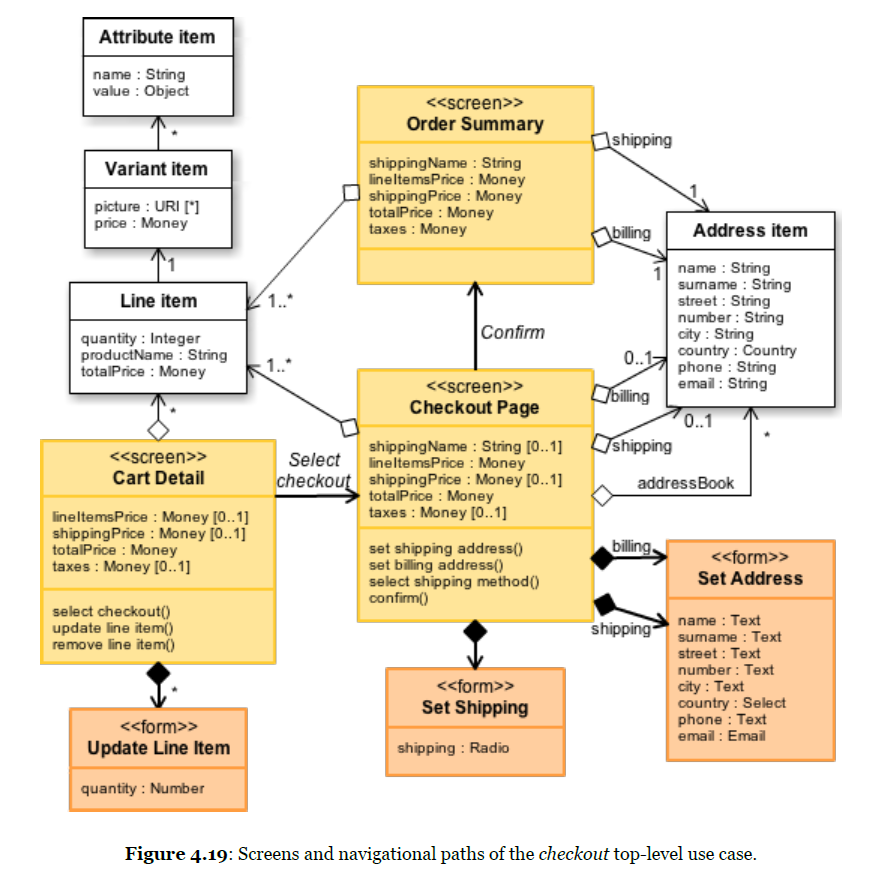 Attribute item
name : String
value : Object
*
Variant item
picture : URI [*]
price : Money
1
Line item
quantity : Integer
productName : String
totalPrice : Money
*
<<screen>>
Cart Detail
lineItemsPrice : Money [0..1]
shippingPrice : Money [0..1]
totalPrice : Money
taxes : Money [0..1]
select checkout()
update line item()
remove line item()
*
<<form>>
Update Line Item
quantity : Number
Select
checkout
<<screen>>
Order Summary
shippingName : String
lineItemsPrice : Money
shippingPrice : Money
totalPrice : Money
taxes : Money
1..*
Confirm
1..*
<<screen>>
Checkout Page
shippingName : String [0..1]
lineItemsPrice : Money
shippingPrice : Money [0..1]
totalPrice : Money
taxes : Money [0..1]
set shipping address()
set billing address()
select shipping method()
confirm()
<<form>>
Set Shipping
shipping : Radio
shipping
1
billing
1
Address item
name : String
surname : String
street : String
number : String
city : String
country : Country
phone : String
email : String
0..1
billing
shipping
0..1
addressBook
*
billing
shipping
<<form>>
Set Address
name : Text
surname : Text
street : Text
number : Text
city : Text
country : Select
phone : Text
email : Email
Figure 4.19: Screens and navigational paths of the checkout top-level use case.